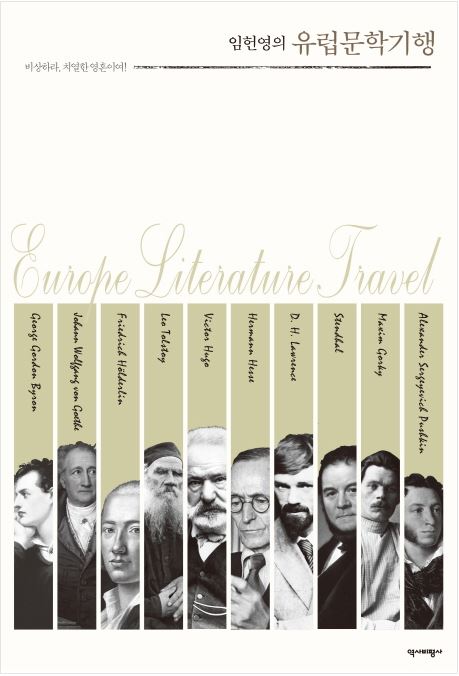 임헌영의 유럽문학기행
비상하라, 치열한 영혼이여!
Europe Literature Travel
George Gordon Byron
Johann Wolfgang von Goethe
Friedrich Hölderlin
Leo Tolstoy
Victor Hugo
Hermann Hesse
D. H. Lawrence
Stendhal
Maxim Gorky
Alexander Sergeyevich Pushkin
역사비평사